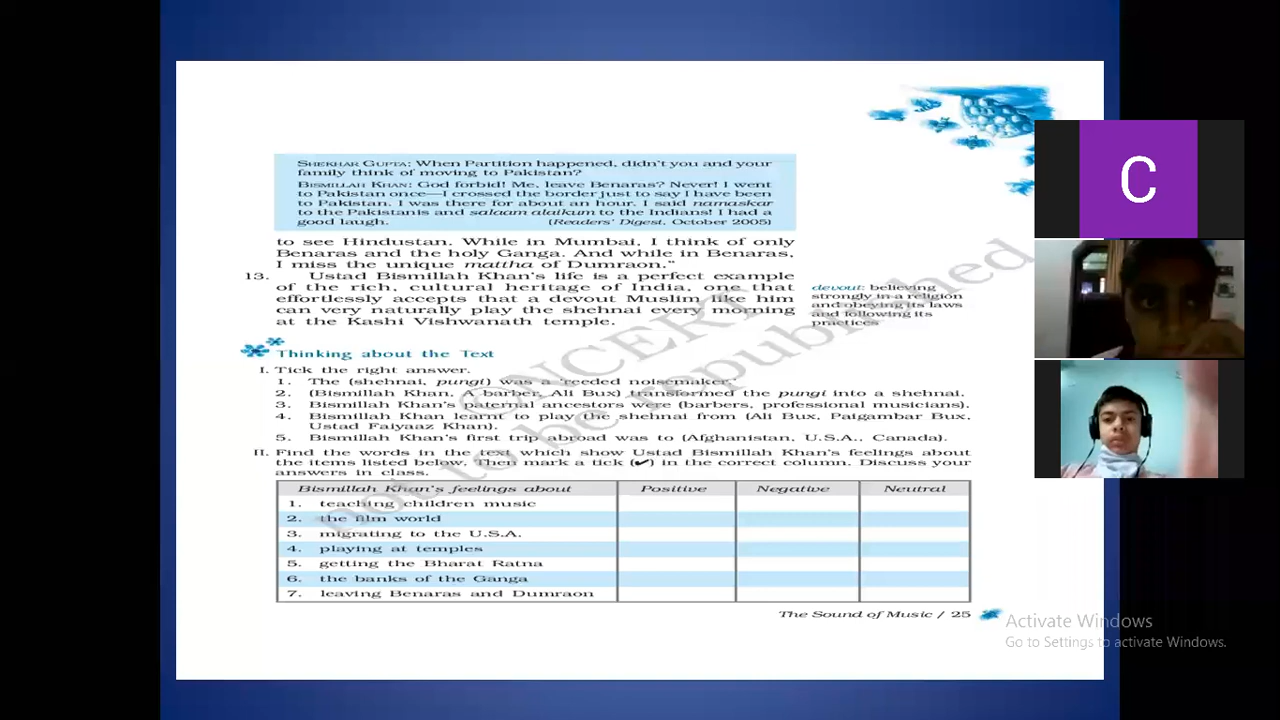 SHEKHAR GUPTA: When Partition happened, didn't you and your
family think of moving to Pakistan?
BISMILLAH KHAN: God forbid! Me, leave Benaras? Never! I went
to Pakistan once—I crossed the border just to say I have been
to Pakistan. I was there for about an hour. I said namaskar
to the Pakistanis and salaam alaikum to the Indians! I had a
good laugh. (Readers' Digest, October 2005)
to see Hindustan. While in Mumbai, I think of only
Benaras and the holy Ganga. And while in Benaras,
I miss the unique mattha of Dumraon."
13. Ustad Bismillah Khan's life is a perfect example
of the rich, cultural heritage of India, one that
effortlessly accepts that a devout Muslim like him
can very naturally play the shehnai every morning
at the Kashi Vishwanath temple.
devout: believing
strongly in a religion
and obeying its laws
and following its
practices
Thinking about the Text
I. Tick the right answer.
1. The (shehnai, pungi) was a 'reeded noisemaker.'
2. (Bismillah Khan, A barber, Ali Bux) transformed the pungi into a shehnai.
3. Bismillah Khan's paternal ancestors were (barbers, professional musicians).
4. Bismillah Khan learnt to play the shehnai from (Ali Bux, Paigambar Bux,
Ustad Faiyaaz Khan).
5. Bismillah Khan's first trip abroad was to (Afghanistan, U.S.A., Canada).
II. Find the words in the text which show Ustad Bismillah Khan's feelings about
the items listed below. Then mark a tick (✔) in the correct column. Discuss your
answers in class.
Bismillah Khan's feelings about Positive Negative Neutral
1. teaching children music
2. the film world
3. migrating to the U.S.A.
4. playing at temples
5. getting the Bharat Ratna
6. the banks of the Ganga
7. leaving Benaras and Dumraon
The Sound of Music / 25
© NCERT
not to be republished
C
Activate Windows
Go to Settings to activate Windows.